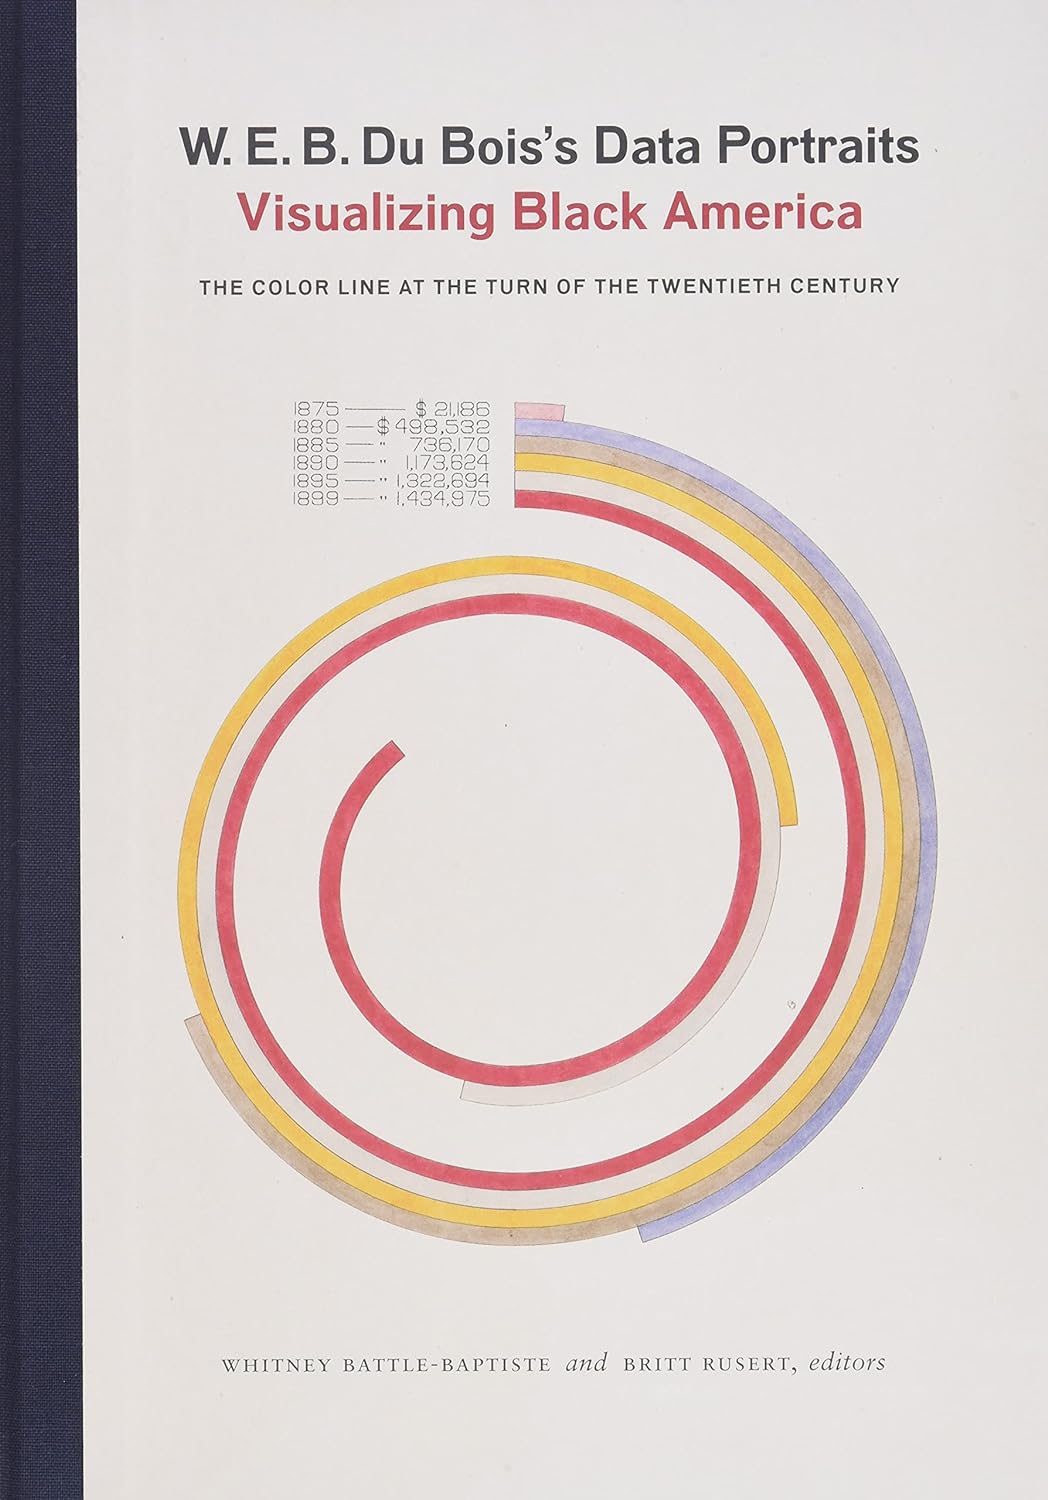 W. E. B. Du Bois's Data Portraits
Visualizing Black America
THE COLOR LINE AT THE TURN OF THE TWENTIETH CENTURY
1875 —— $ 21,186
1880 — $ 498,532
1885 — " 736,170
1890 — " 1,173,624
1895 — " 1,322,694
1899 — " 1,434,975
WHITNEY BATTLE-BAPTISTE and BRITT RUSERT, editors